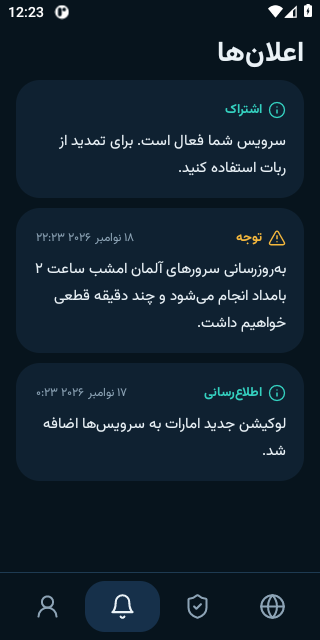 12:23
اعلان‌ها
اشتراک
سرویس شما فعال است. برای تمدید از
ربات استفاده کنید.
توجه
۱۸ نوامبر ۲۰۲۶ ۲۲:۲۳
به‌روزرسانی سرورهای آلمان امشب ساعت ۲
بامداد انجام می‌شود و چند دقیقه قطعی
خواهیم داشت.
اطلاع‌رسانی
۱۷ نوامبر ۲۰۲۶ ۰:۲۳
لوکیشن جدید امارات به سرویس‌ها اضافه
شد.